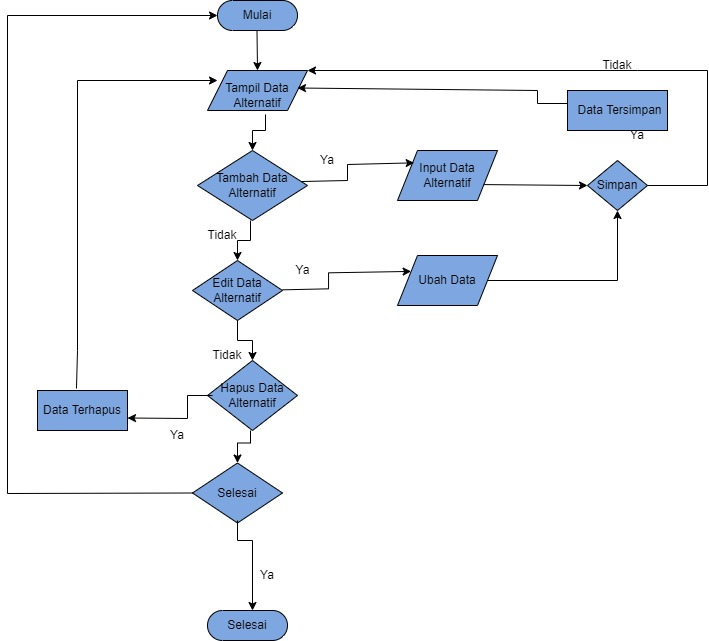 Mulai
Tidak
Tampil Data
Alternatif
Data Tersimpan
Ya
Ya
Tambah Data
Alternatif
Input Data
Alternatif
Simpan
Tidak
Ya
Edit Data
Alternatif
Ubah Data
Tidak
Hapus Data
Alternatif
Data Terhapus
Ya
Selesai
Ya
Selesai